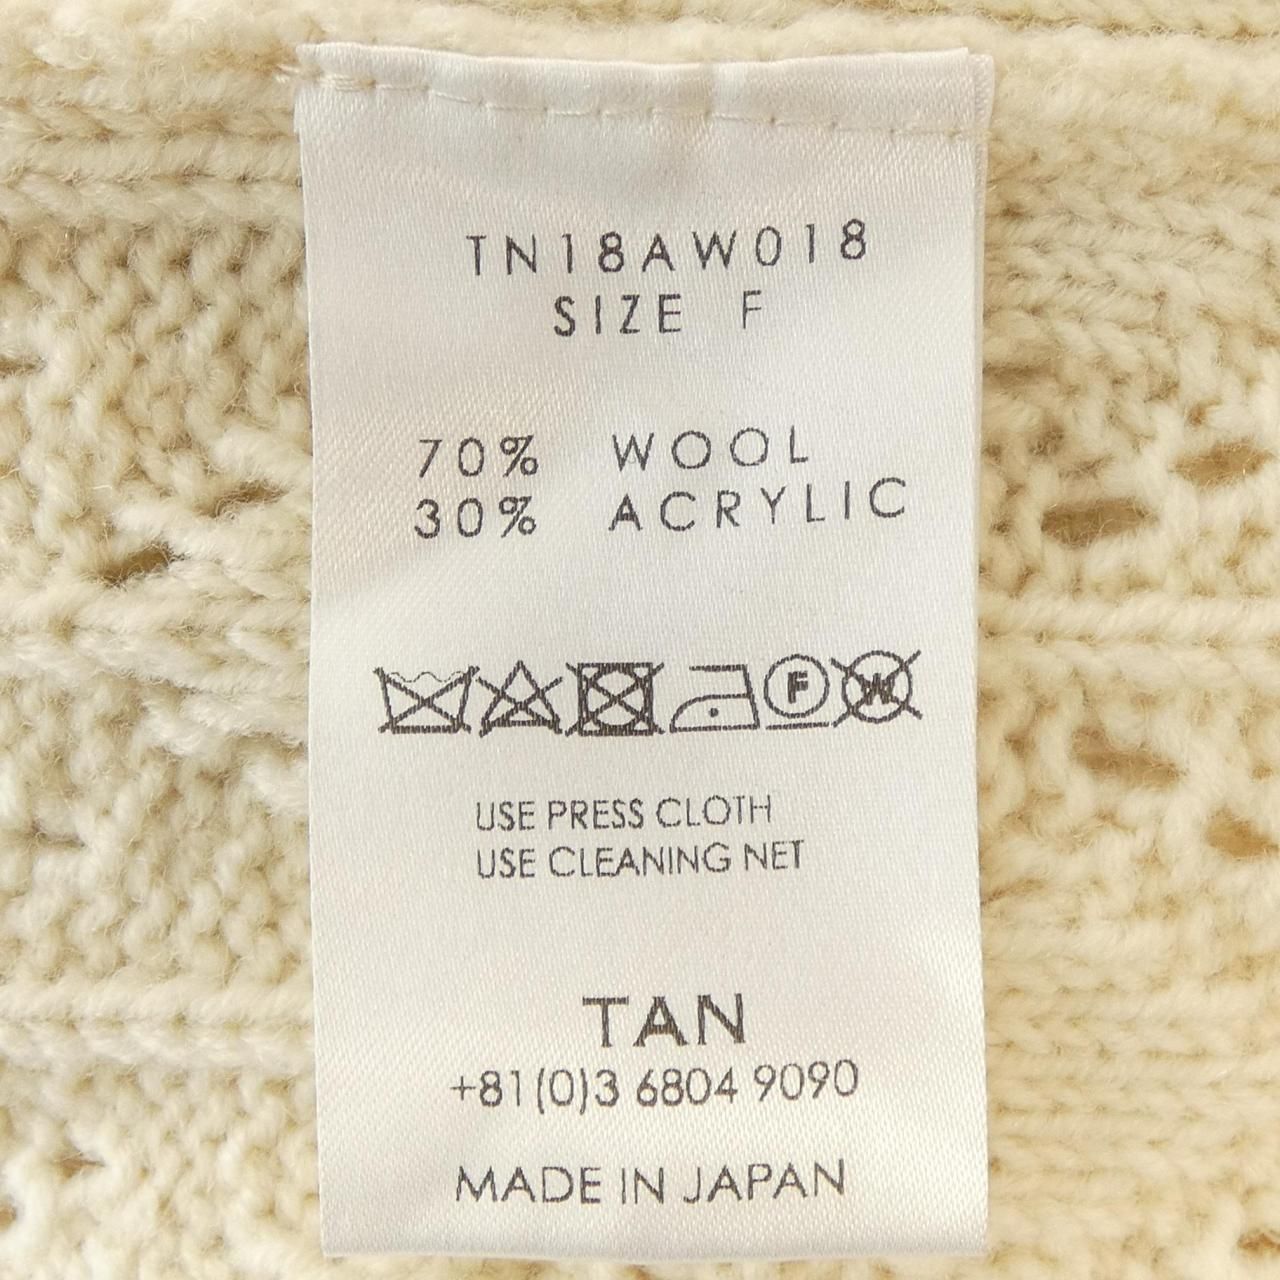 TN18AW018
SIZE F
70% WOOL
30% ACRYLIC
F W
USE PRESS CLOTH
USE CLEANING NET
TAN
+81(0)3 6804 9090
MADE IN JAPAN